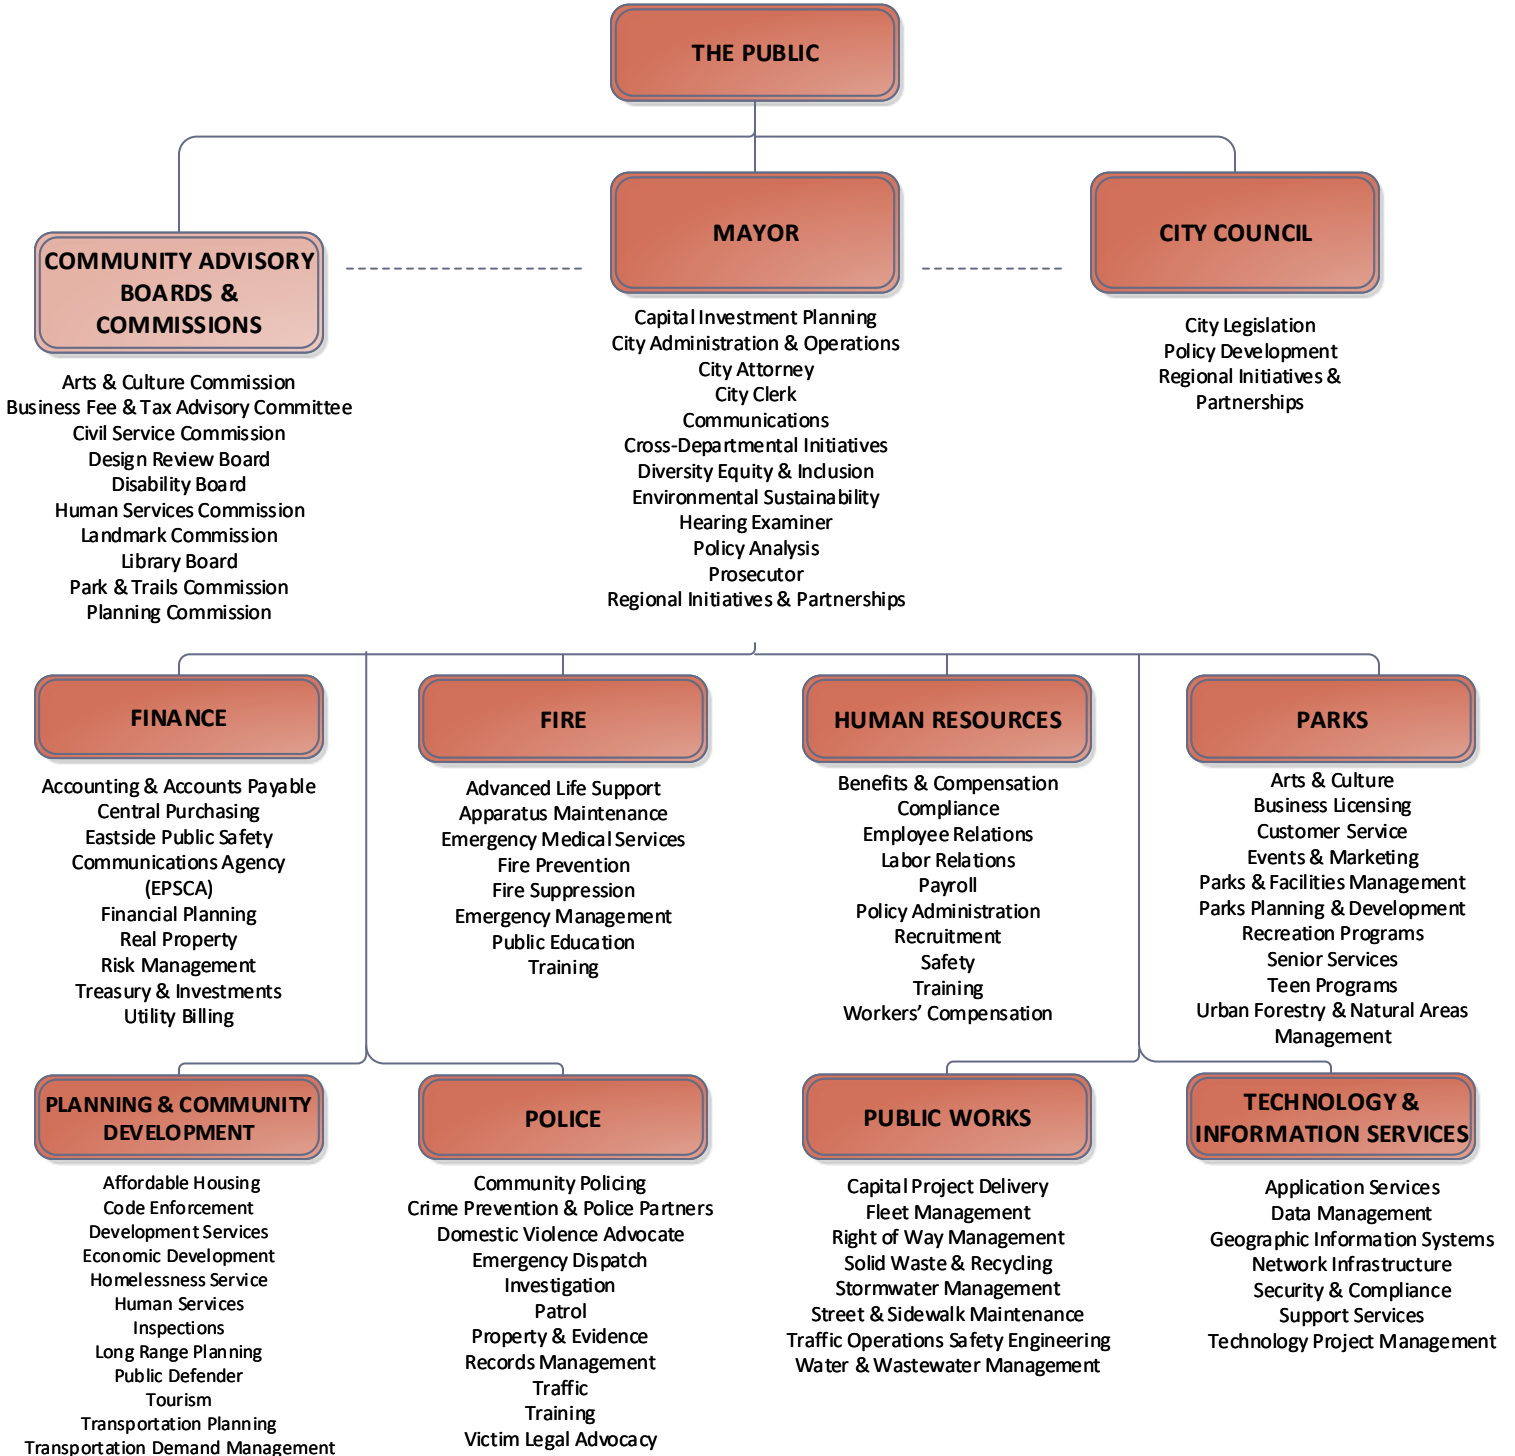 THE PUBLIC
COMMUNITY ADVISORY
BOARDS &
COMMISSIONS
Arts & Culture Commission
Business Fee & Tax Advisory Committee
Civil Service Commission
Design Review Board
Disability Board
Human Services Commission
Landmark Commission
Library Board
Park & Trails Commission
Planning Commission
MAYOR
Capital Investment Planning
City Administration & Operations
City Attorney
City Clerk
Communications
Cross-Departmental Initiatives
Diversity Equity & Inclusion
Environmental Sustainability
Hearing Examiner
Policy Analysis
Prosecutor
Regional Initiatives & Partnerships
CITY COUNCIL
City Legislation
Policy Development
Regional Initiatives &
Partnerships
FINANCE
Accounting & Accounts Payable
Central Purchasing
Eastside Public Safety
Communications Agency
(EPSCA)
Financial Planning
Real Property
Risk Management
Treasury & Investments
Utility Billing
FIRE
Advanced Life Support
Apparatus Maintenance
Emergency Medical Services
Fire Prevention
Fire Suppression
Emergency Management
Public Education
Training
HUMAN RESOURCES
Benefits & Compensation
Compliance
Employee Relations
Labor Relations
Payroll
Policy Administration
Recruitment
Safety
Training
Workers’ Compensation
PARKS
Arts & Culture
Business Licensing
Customer Service
Events & Marketing
Parks & Facilities Management
Parks Planning & Development
Recreation Programs
Senior Services
Teen Programs
Urban Forestry & Natural Areas
Management
PLANNING & COMMUNITY
DEVELOPMENT
Affordable Housing
Code Enforcement
Development Services
Economic Development
Homelessness Service
Human Services
Inspections
Long Range Planning
Public Defender
Tourism
Transportation Planning
Transportation Demand Management
POLICE
Community Policing
Crime Prevention & Police Partners
Domestic Violence Advocate
Emergency Dispatch
Investigation
Patrol
Property & Evidence
Records Management
Traffic
Training
Victim Legal Advocacy
PUBLIC WORKS
Capital Project Delivery
Fleet Management
Right of Way Management
Solid Waste & Recycling
Stormwater Management
Street & Sidewalk Maintenance
Traffic Operations Safety Engineering
Water & Wastewater Management
TECHNOLOGY &
INFORMATION SERVICES
Application Services
Data Management
Geographic Information Systems
Network Infrastructure
Security & Compliance
Support Services
Technology Project Management